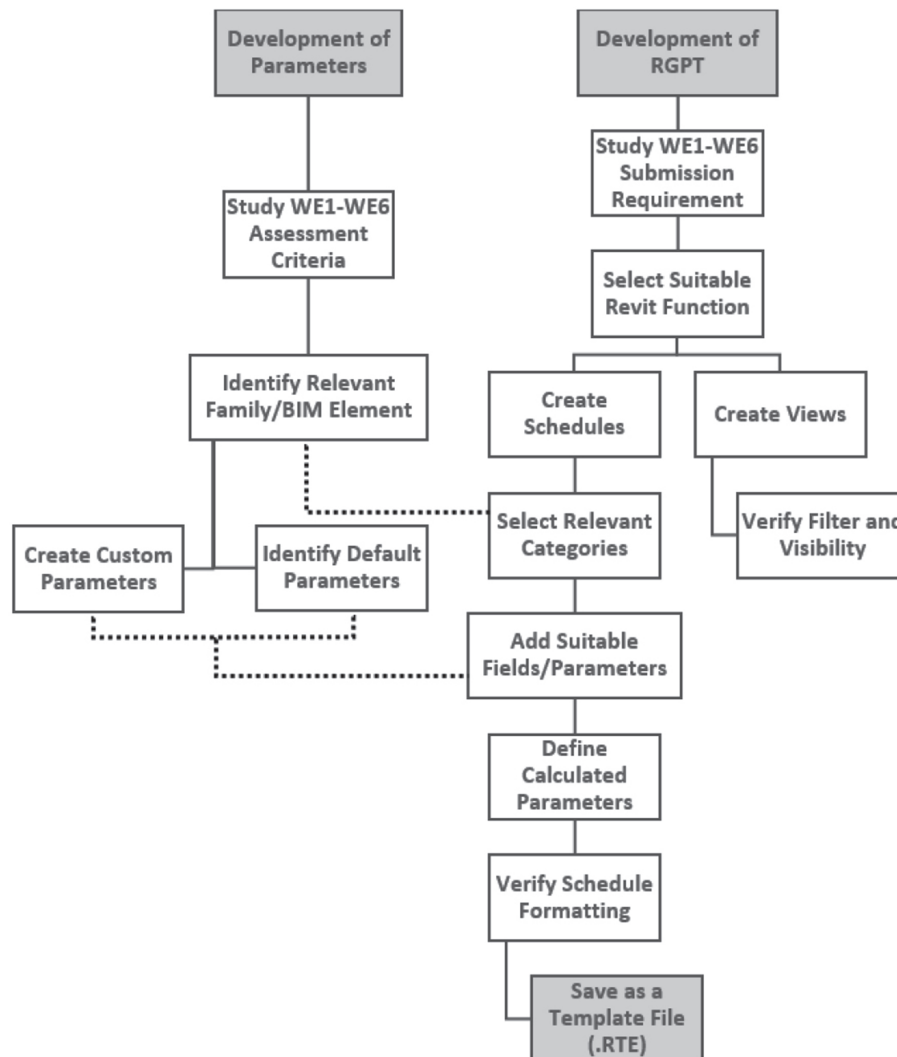 Development of
Parameters
Development of
RGPT
Study WE1-WE6
Submission
Requirement
Study WE1-WE6
Assessment
Criteria
Select Suitable
Revit Function
Identify Relevant
Family/BIM Element
Create
Schedules
Create Views
Select Relevant
Categories
Verify Filter and
Visibility
Create Custom
Parameters
Identify Default
Parameters
Add Suitable
Fields/Parameters
Define
Calculated
Parameters
Verify Schedule
Formatting
Save as a
Template File
(.RTE)